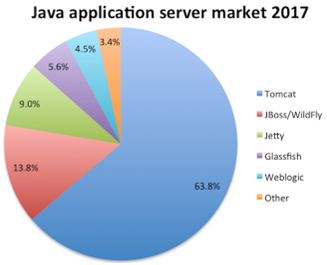 Java application server market 2017
3.4%
4.5%
5.6%
9.0%
13.8%
63.8%
Tomcat
JBoss/WildFly
Jetty
Glassfish
Weblogic
Other